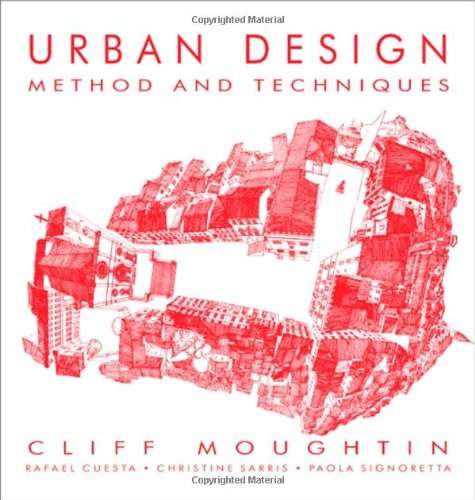 Copyrighted Material
URBAN DESIGN
METHOD AND TECHNIQUES
CLIFF MOUGHTIN
RAFAEL CUESTA • CHRISTINE SARRIS • PAOLA SIGNORETTA
Copyrighted Material